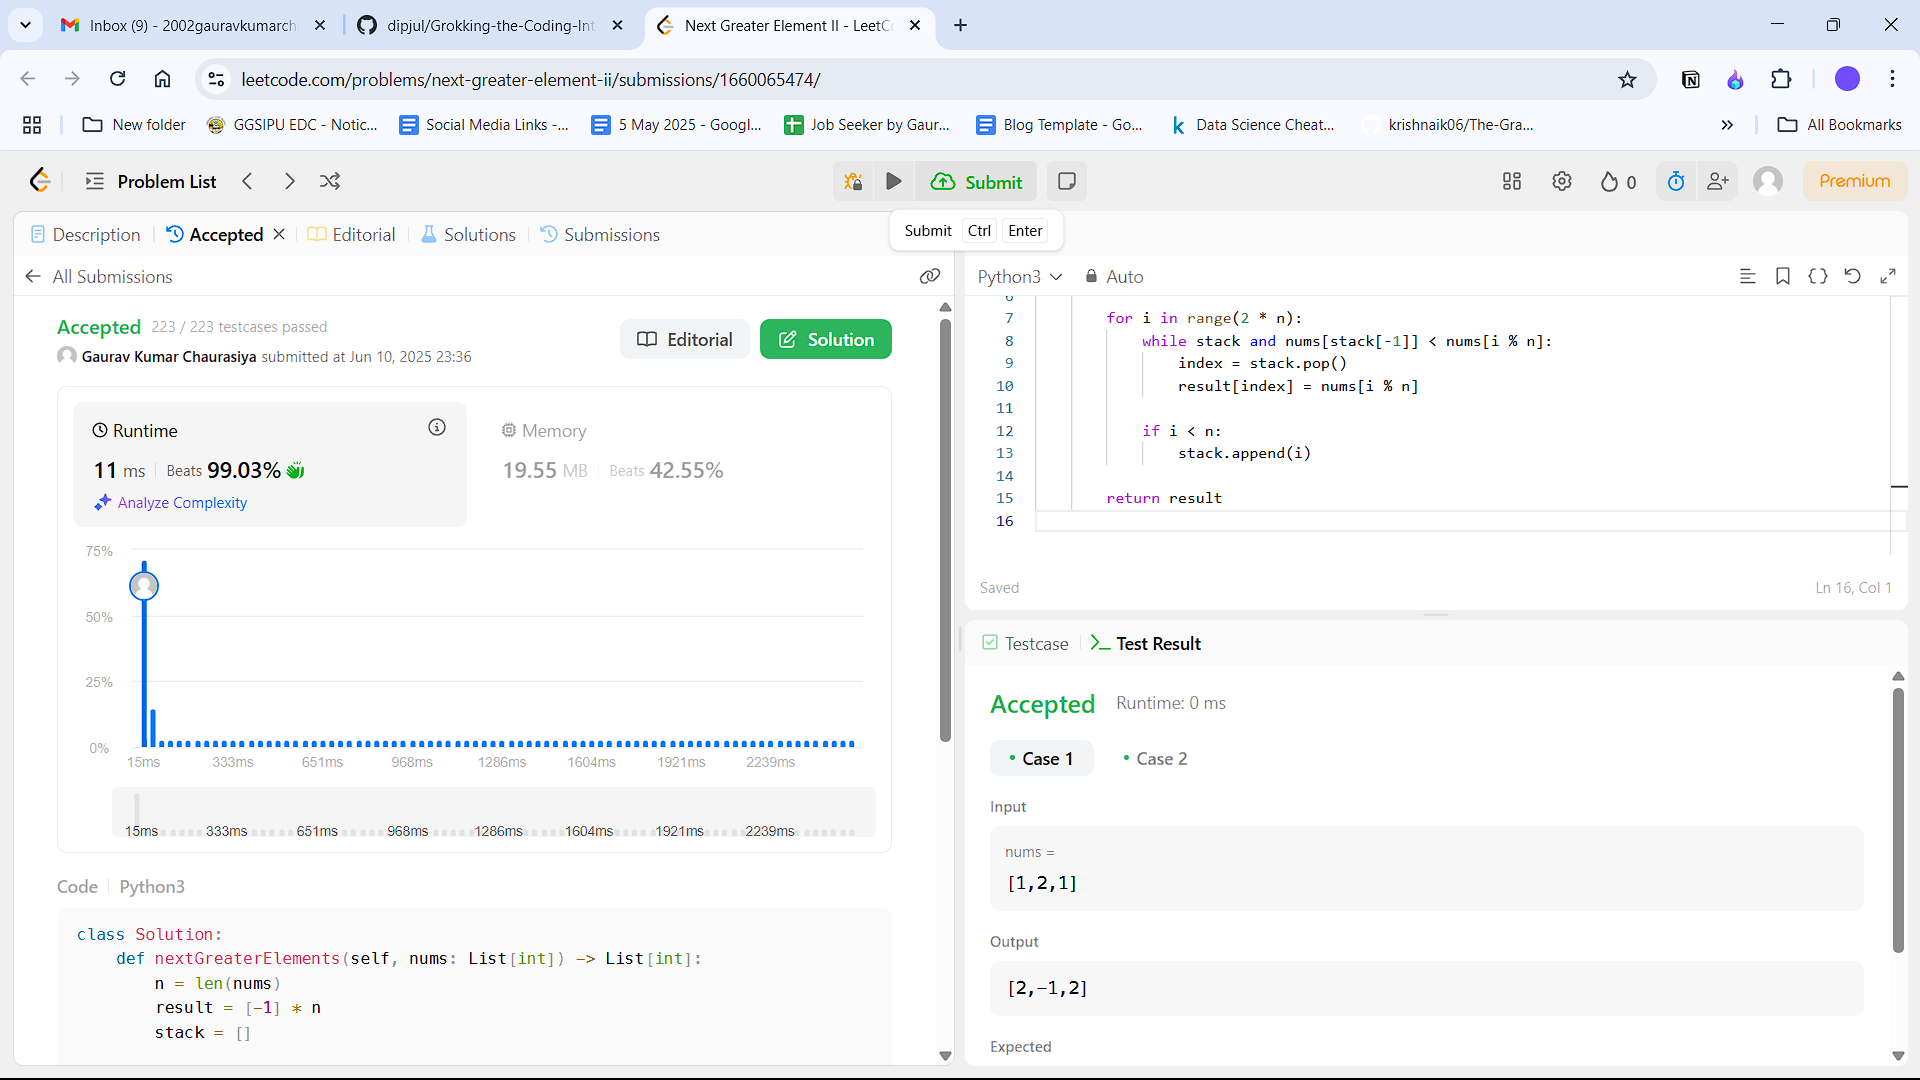 Inbox (9) - 2002gauravkumarch
dipjul/Grokking-the-Coding-Int
Next Greater Element II - LeetCo
leetcode.com/problems/next-greater-element-ii/submissions/1660065474/
New folder
GGSIPU EDC - Notic...
Social Media Links -...
5 May 2025 - Googl...
Job Seeker by Gaur...
Blog Template - Go...
Data Science Cheat...
krishnaik06/The-Gra...
All Bookmarks
Problem List
Submit
0
Premium
Description
Accepted
Editorial
Solutions
Submissions
Submit Ctrl Enter
All Submissions
Accepted 223 / 223 testcases passed
Gaurav Kumar Chaurasiya submitted at Jun 10, 2025 23:36
Editorial
Solution
Runtime
11 ms Beats 99.03%
Analyze Complexity
Memory
19.55 MB Beats 42.55%
75%
50%
25%
0%
15ms 333ms 651ms 968ms 1286ms 1604ms 1921ms 2239ms
15ms 333ms 651ms 968ms 1286ms 1604ms 1921ms 2239ms
Code Python3
class Solution:
    def nextGreaterElements(self, nums: List[int]) -> List[int]:
        n = len(nums)
        result = [-1] * n
        stack = []
Python3 Auto
6
7 for i in range(2 * n):
8 while stack and nums[stack[-1]] < nums[i % n]:
9 index = stack.pop()
10 result[index] = nums[i % n]
11
12 if i < n:
13 stack.append(i)
14
15 return result
16
Saved
Ln 16, Col 1
Testcase
Test Result
Accepted Runtime: 0 ms
Case 1
Case 2
Input
nums =
[1,2,1]
Output
[2,-1,2]
Expected